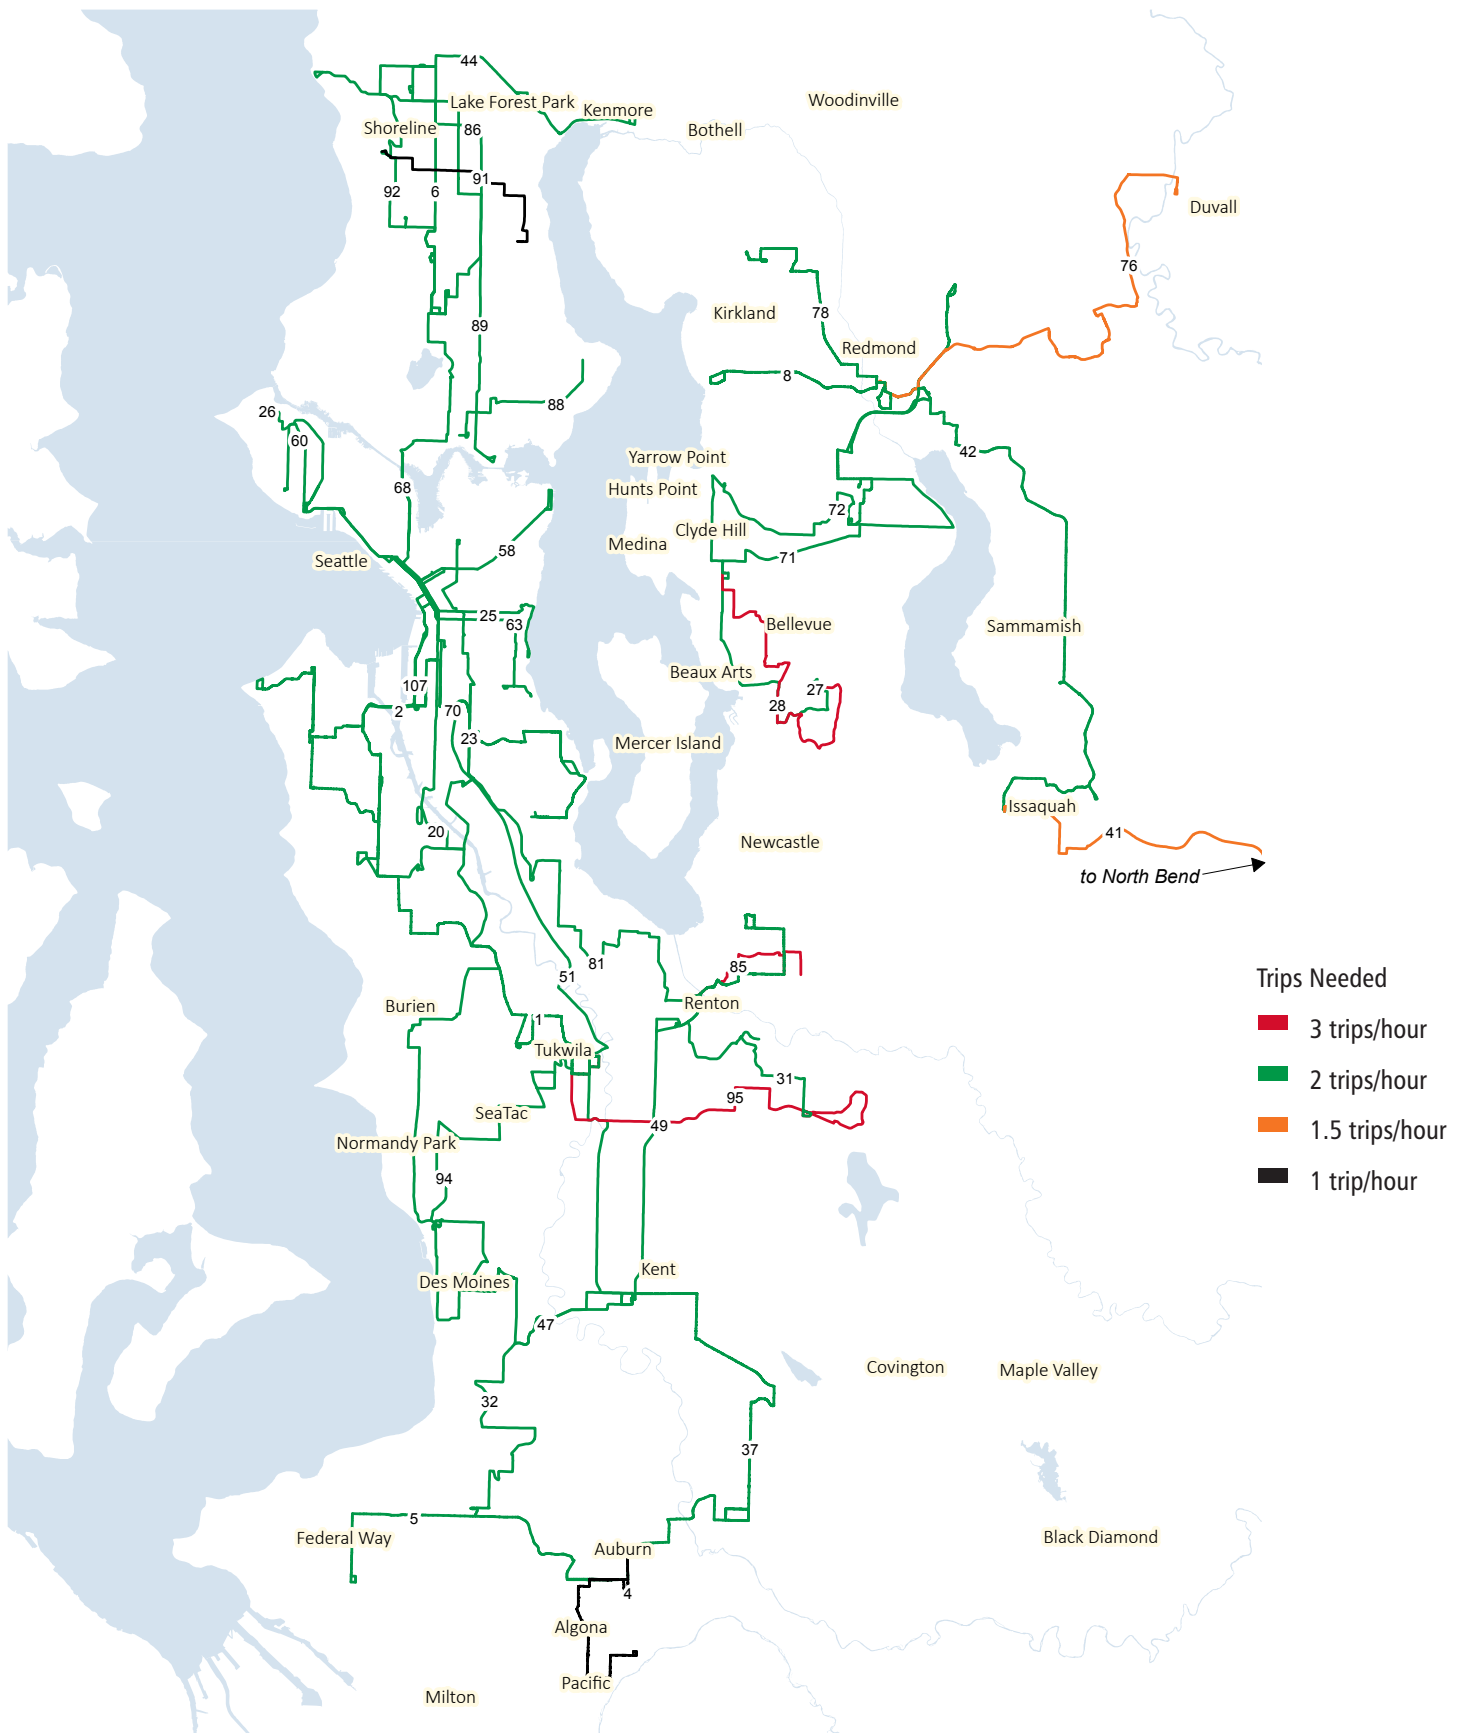 44
Woodinville
Lake Forest Park
Kenmore
Shoreline
86
Bothell
91
92
6
Duvall
76
Kirkland
78
89
Redmond
8
88
26
60
42
Yarrow Point
68
Hunts Point
72
Clyde Hill
Medina
58
71
Seattle
25
63
Bellevue
Sammamish
Beaux Arts
107
27
2
70
28
23
Mercer Island
Issaquah
20
41
Newcastle
to North Bend
81
85
51
Trips Needed
Burien
Renton
1
3 trips/hour
Tukwila
31
2 trips/hour
95
SeaTac
49
1.5 trips/hour
Normandy Park
94
1 trip/hour
Kent
Des Moines
47
Covington
Maple Valley
32
37
5
Federal Way
Black Diamond
Auburn
4
Algona
Pacific
Milton